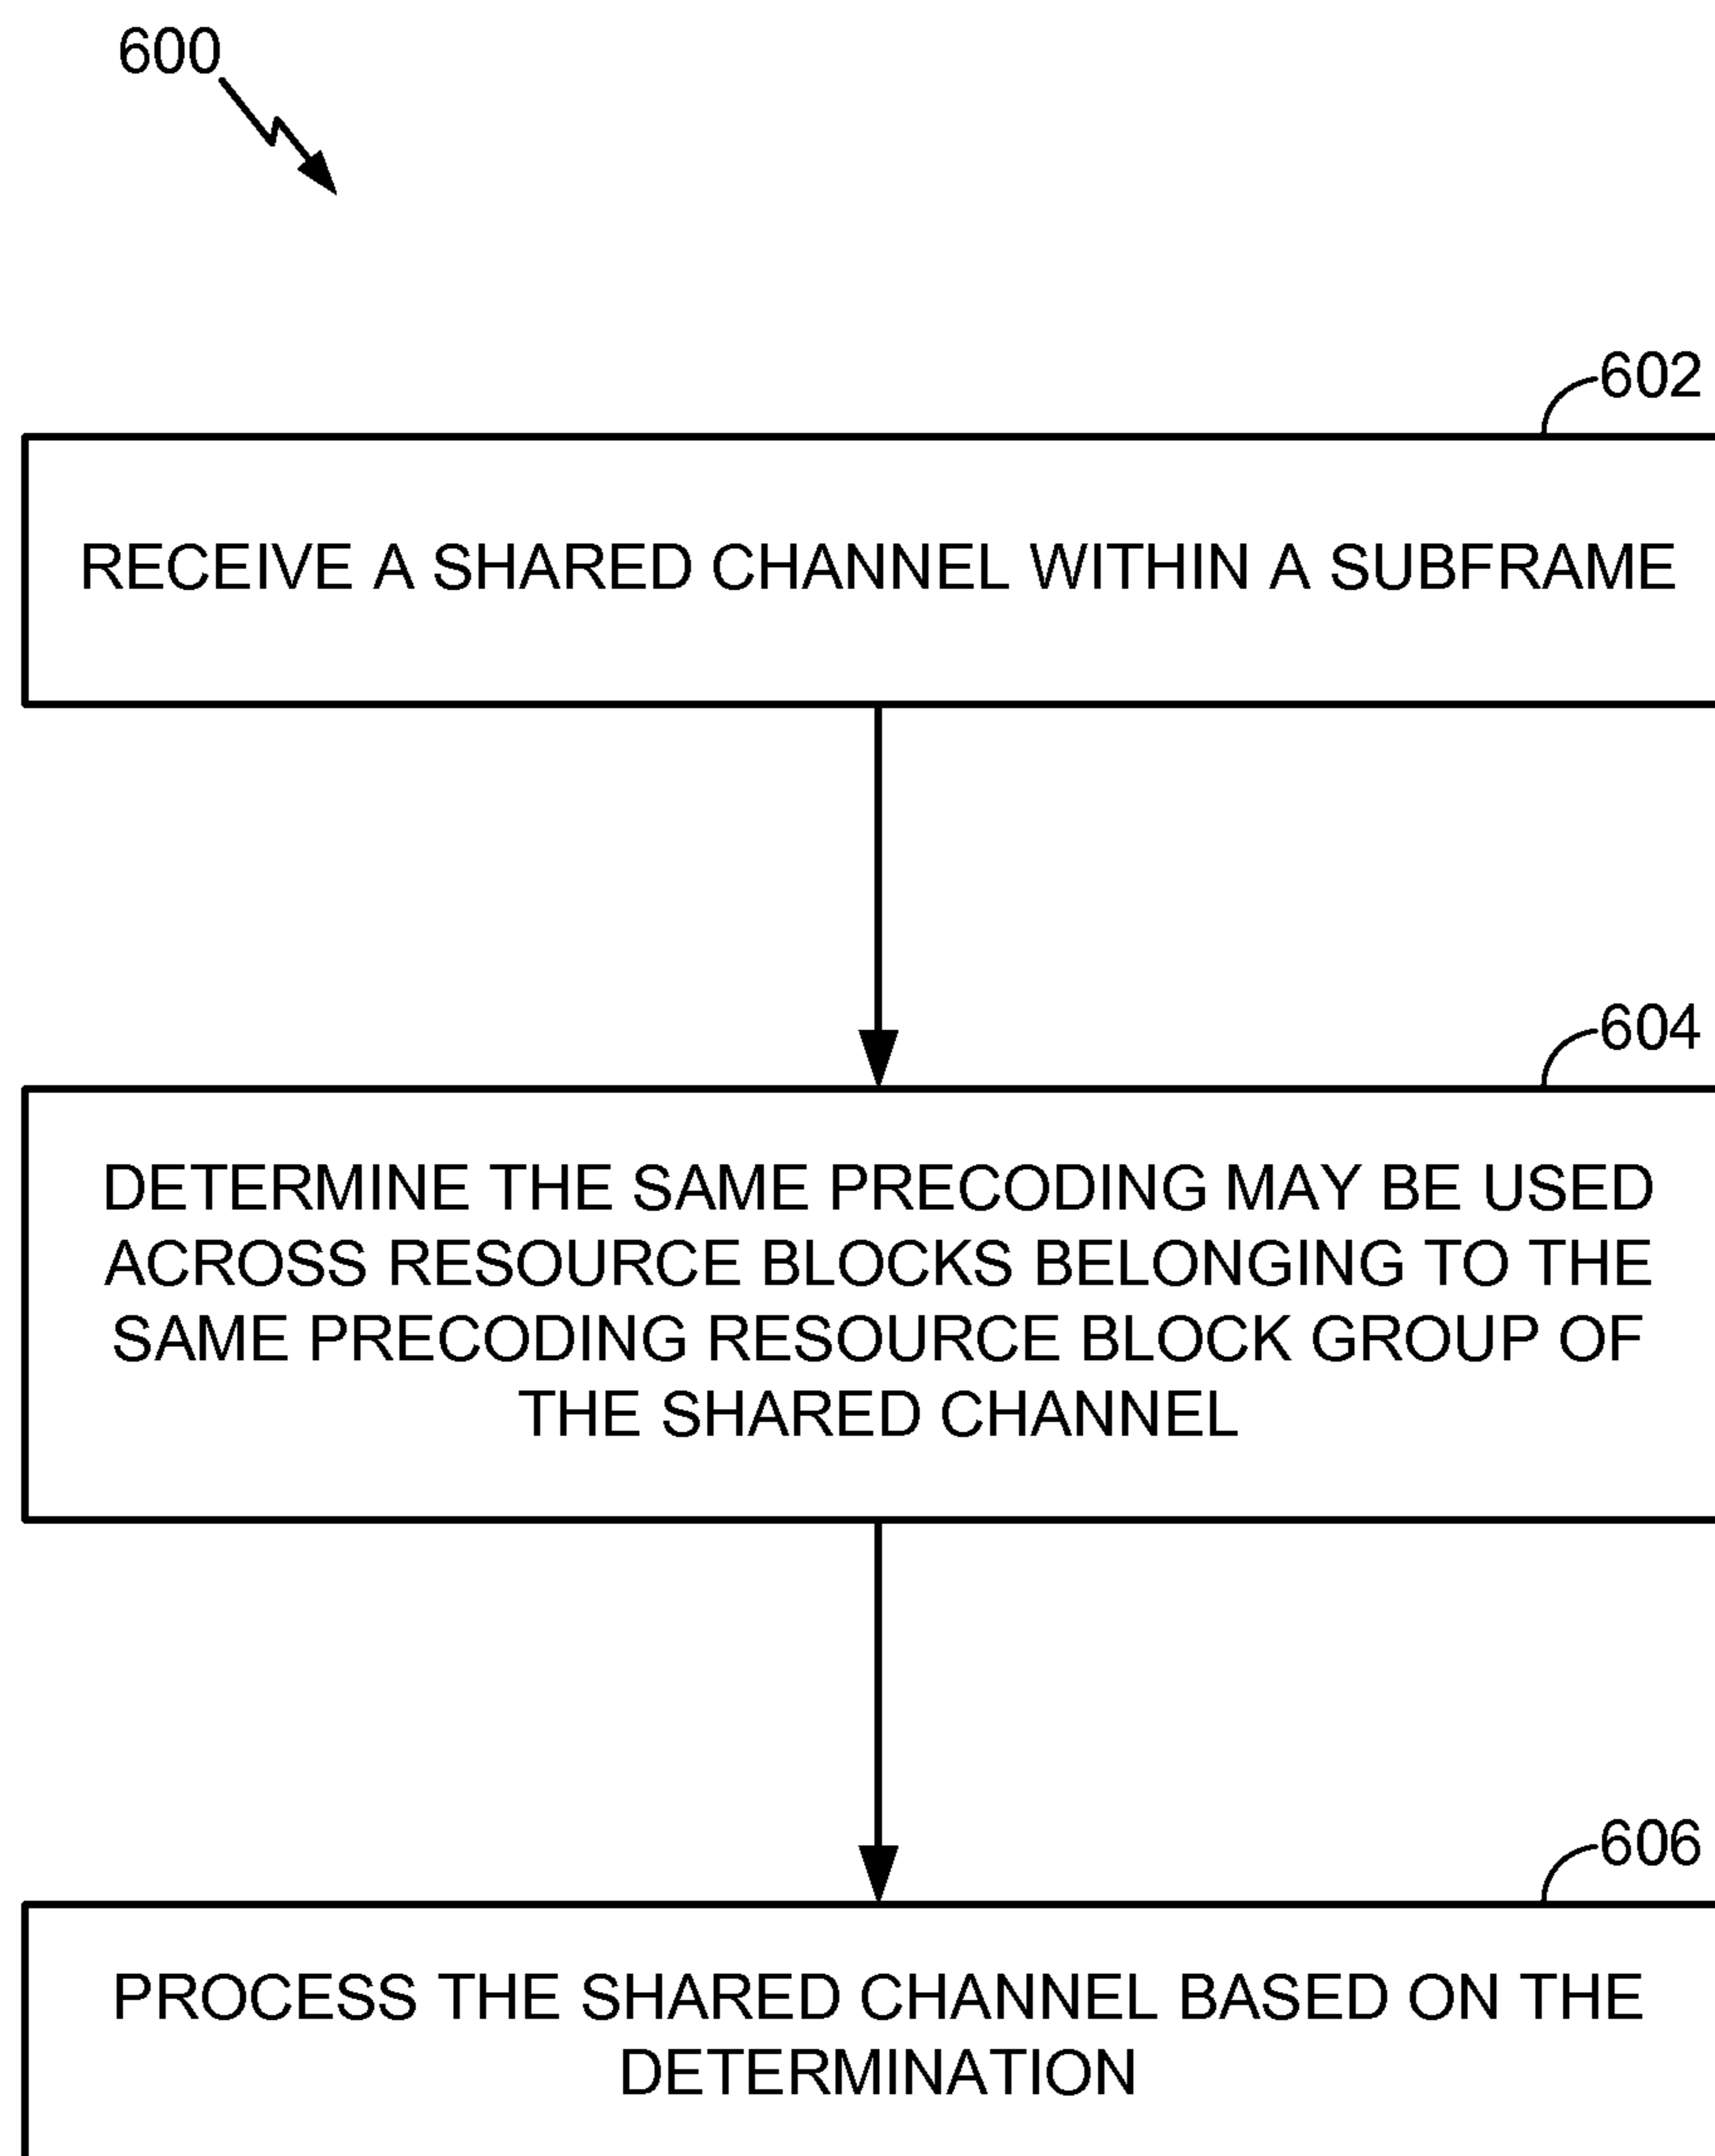 600
602
RECEIVE A SHARED CHANNEL WITHIN A SUBFRAME
604
DETERMINE THE SAME PRECODING MAY BE USED
ACROSS RESOURCE BLOCKS BELONGING TO THE
SAME PRECODING RESOURCE BLOCK GROUP OF
THE SHARED CHANNEL
606
PROCESS THE SHARED CHANNEL BASED ON THE
DETERMINATION